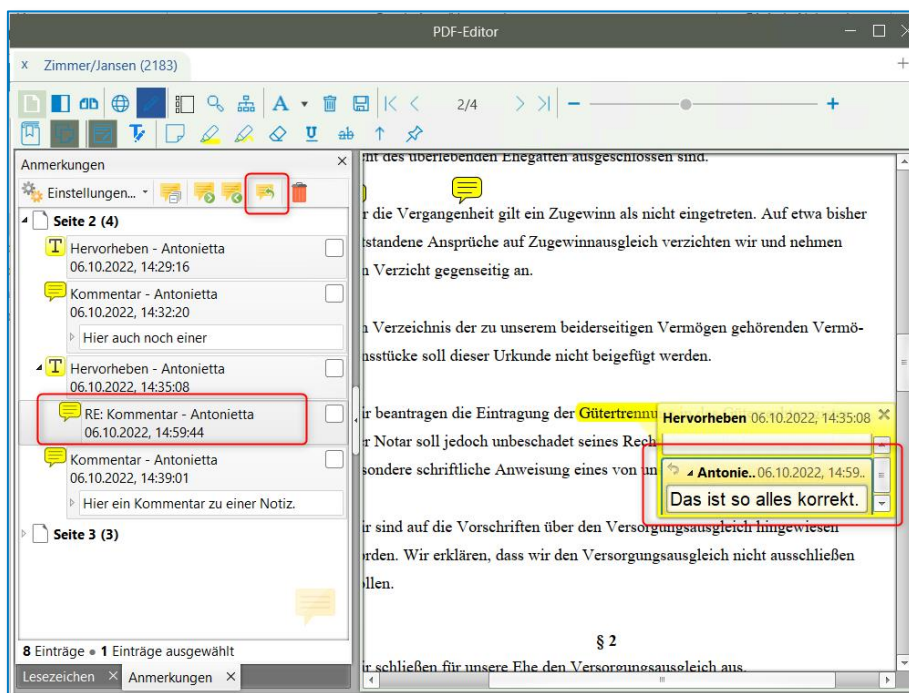 PDF-Editor
x Zimmer/Jansen (2183)
2/4
Anmerkungen
Einstellungen...
Seite 2 (4)
Hervorheben - Antonietta
06.10.2022, 14:29:16
Kommentar - Antonietta
06.10.2022, 14:32:20
Hier auch noch einer
Hervorheben - Antonietta
06.10.2022, 14:35:08
RE: Kommentar - Antonietta
06.10.2022, 14:59:44
Kommentar - Antonietta
06.10.2022, 14:39:01
Hier ein Kommentar zu einer Notiz.
Seite 3 (3)
8 Einträge • 1 Einträge ausgewählt
Lesezeichen × Anmerkungen ×
des überlebenden Ehegatten ausgeschlossen sind.
r die Vergangenheit gilt ein Zugewinn als nicht eingetreten. Auf etwa bisher
tstandene Ansprüche auf Zugewinnausgleich verzichten wir und nehmen
n Verzicht gegenseitig an.
Verzeichnis der zu unserem beiderseitigen Vermögen gehörenden Vermö-
nsstücke soll dieser Urkunde nicht beigefügt werden.
ir beantragen die Eintragung der Gütertrennu
r Notar soll jedoch unbeschadet seines Rech
sondere schriftliche Anweisung eines von un
Hervorheben 06.10.2022, 14:35:08
Antonie.. 06.10.2022, 14:59..
Das ist so alles korrekt.
ir sind auf die Vorschriften über den Versorgungsausgleich hingewiesen
rden. Wir erklären, dass wir den Versorgungsausgleich nicht ausschließen
llen.
§ 2
ir schließen für unsere Ehe den Versorgungsausgleich aus.